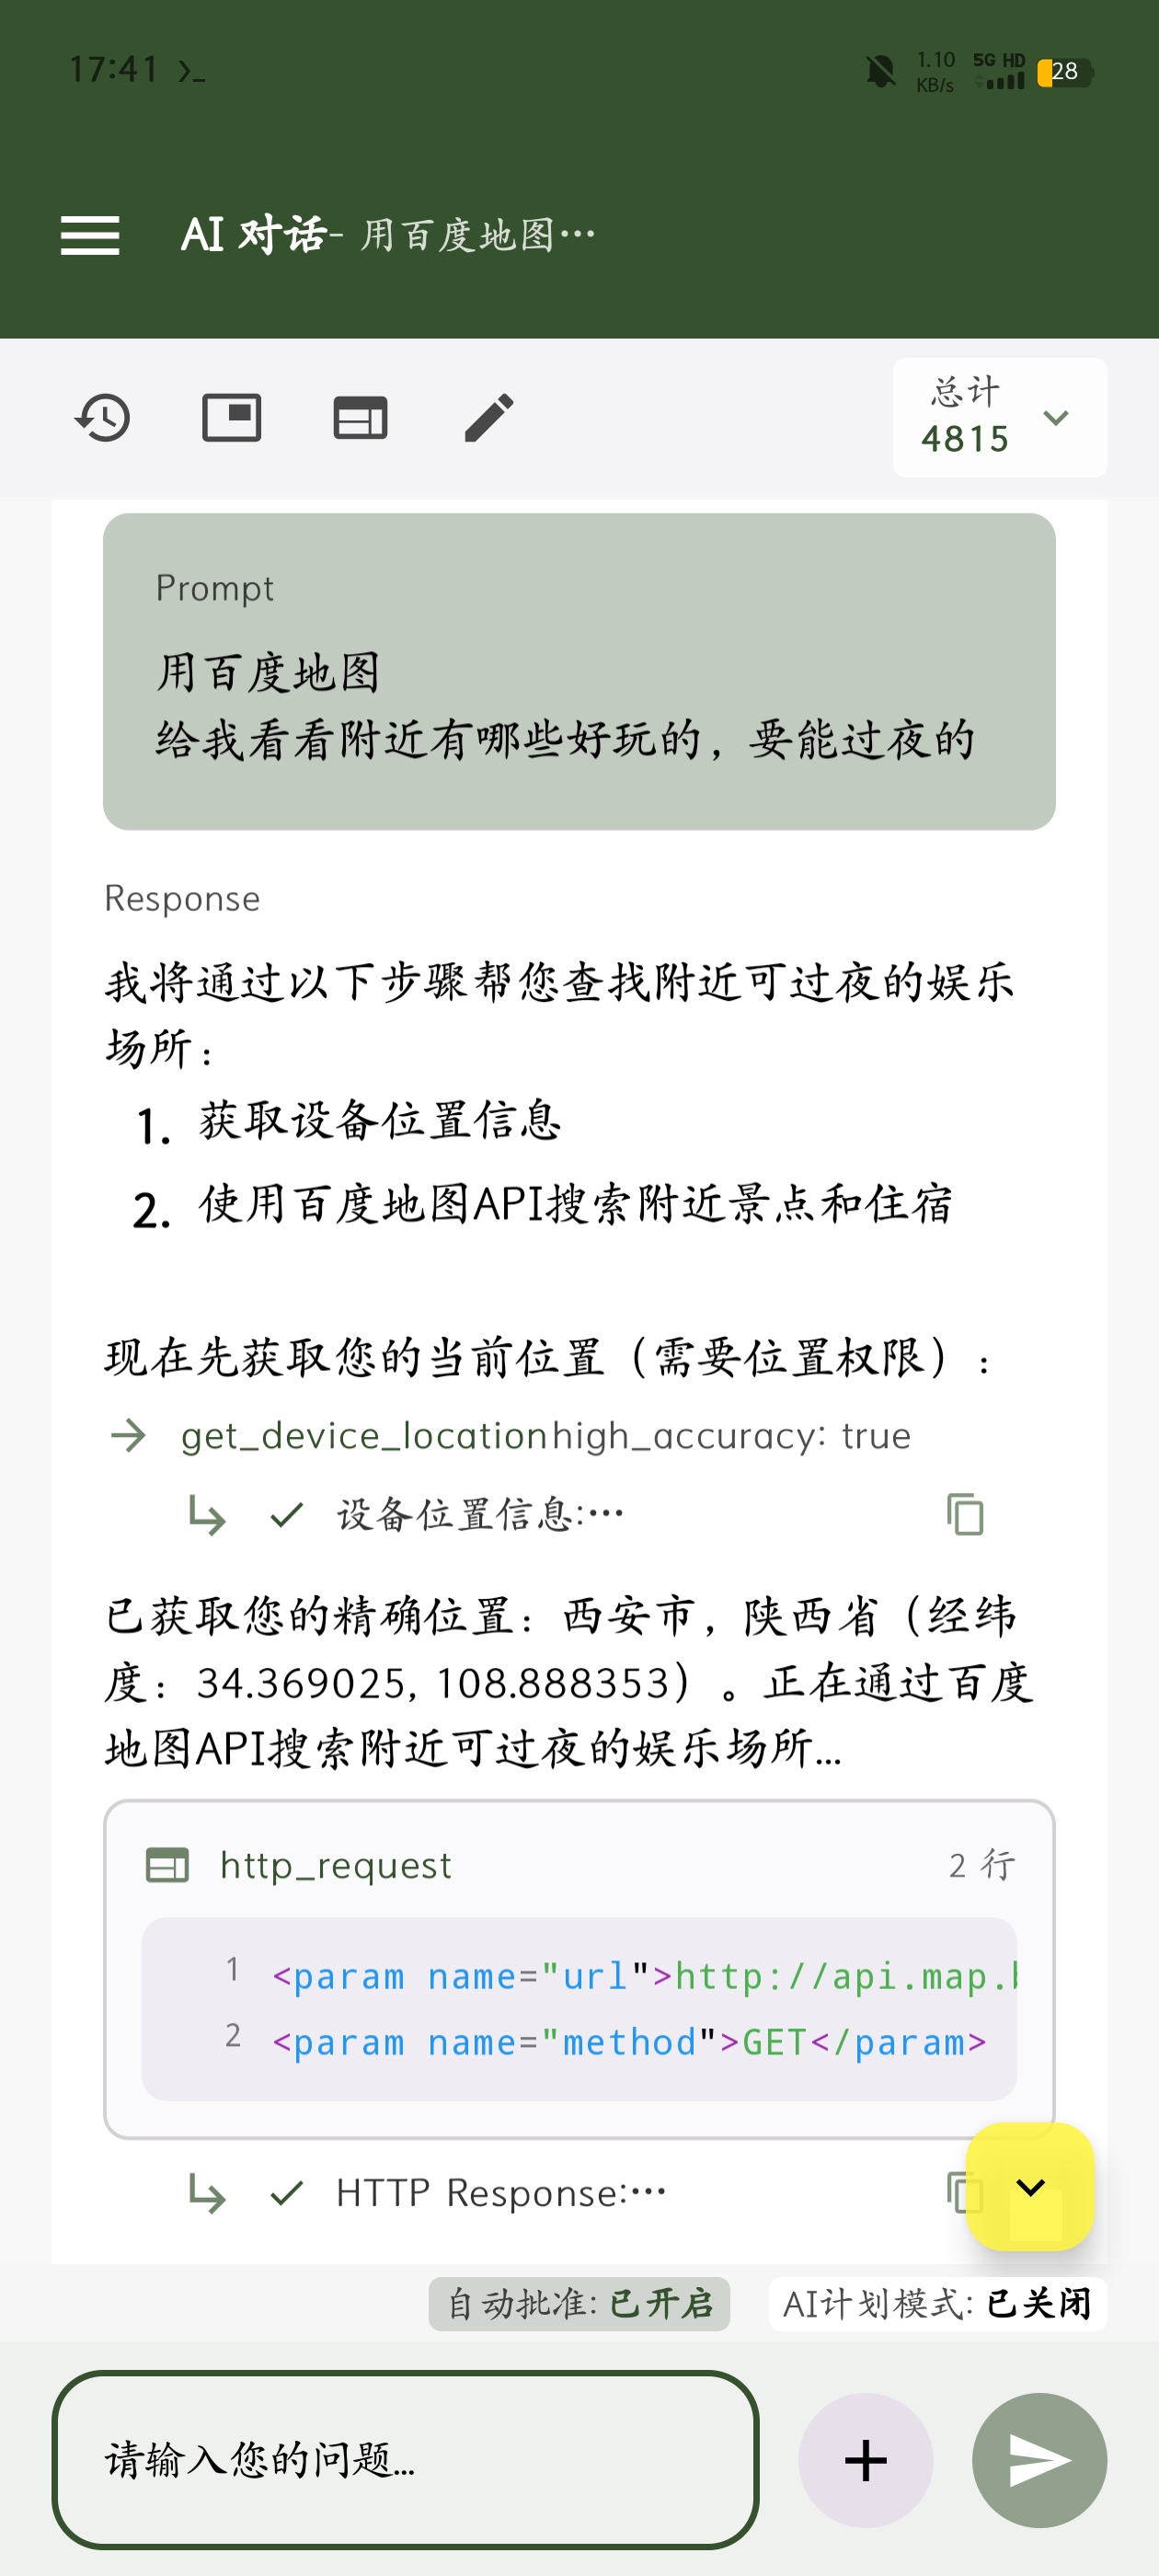 17:41 >_
1.10
KB/s
5G HD
28
AI 对话- 用百度地图…
总计
4815
Prompt
用百度地图
给我看看附近有哪些好玩的，要能过夜的
Response
我将通过以下步骤帮您查找附近可过夜的娱乐
场所：
1. 获取设备位置信息
2. 使用百度地图API搜索附近景点和住宿
现在先获取您的当前位置（需要位置权限）：
get_device_location high_accuracy: true
设备位置信息:…
已获取您的精确位置：西安市，陕西省（经纬
度：34.369025, 108.888353）。正在通过百度
地图API搜索附近可过夜的娱乐场所...
http_request
2 行
1 <param name="url">http://api.map.
2 <param name="method">GET</param>
HTTP Response:…
自动批准: 已开启
AI计划模式: 已关闭
请输入您的问题...